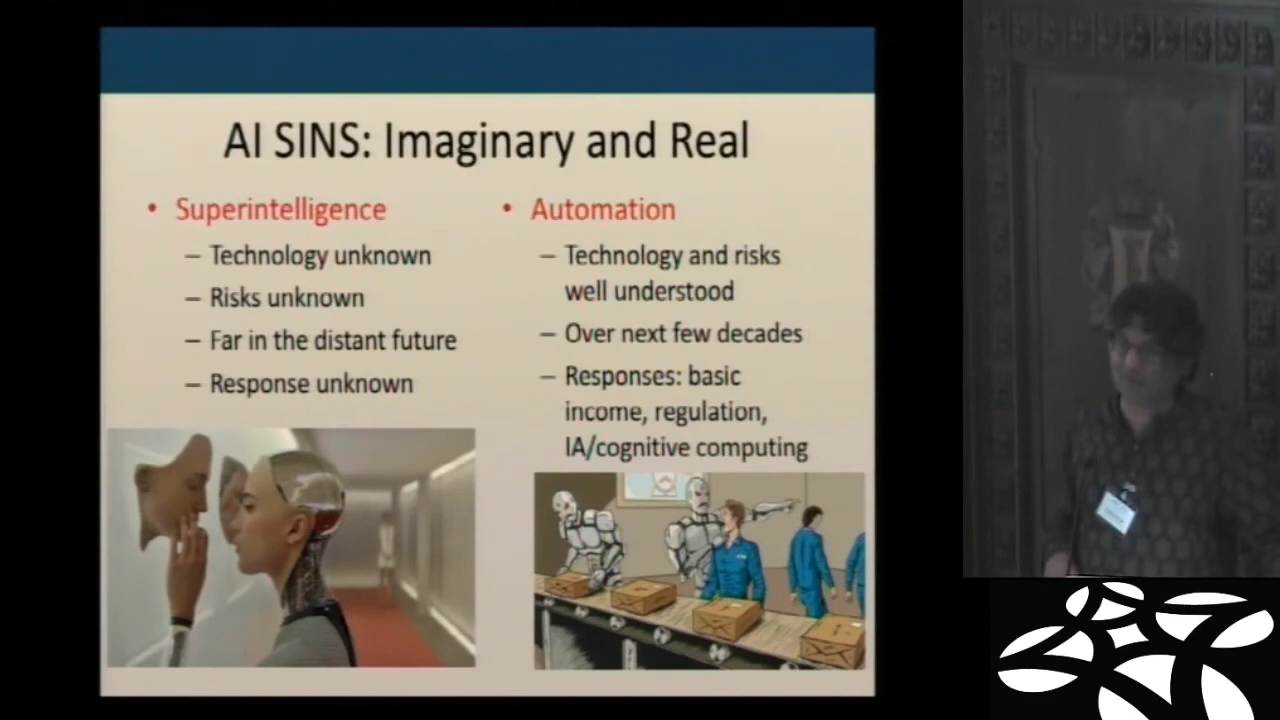 AI SINS: Imaginary and Real
• Superintelligence
– Technology unknown
– Risks unknown
– Far in the distant future
– Response unknown
• Automation
– Technology and risks
well understood
– Over next few decades
– Responses: basic
income, regulation,
IA/cognitive computing